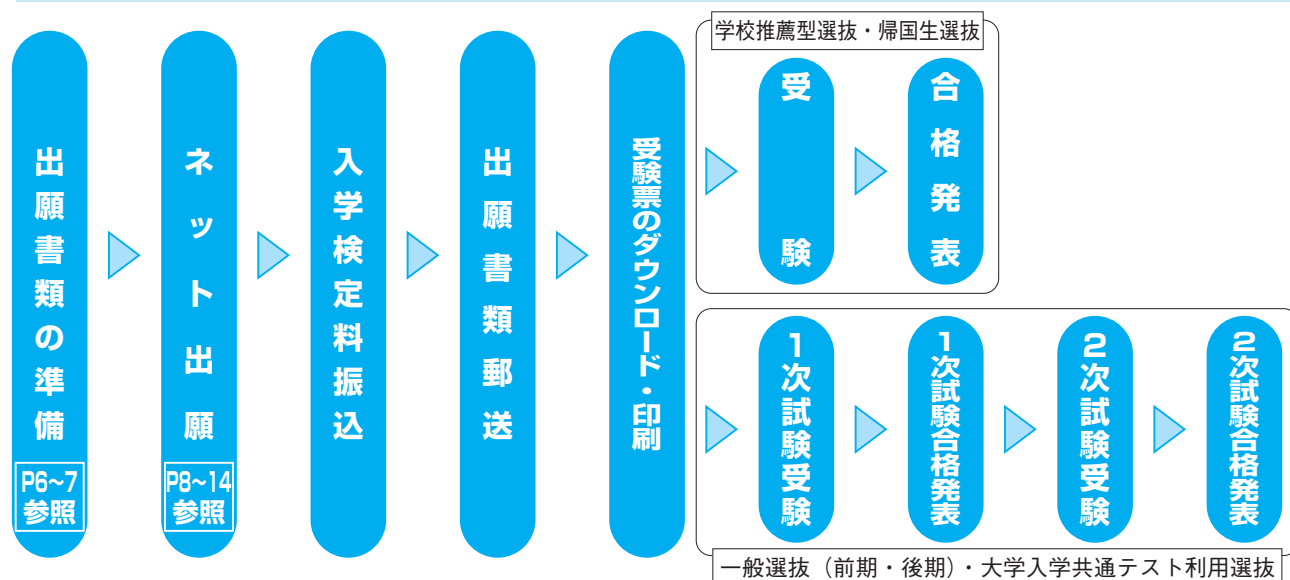 出願書類の準備
P6~7
参照
ネット出願
P8~14
参照
入学検定料振込
出願書類郵送
受験票のダウンロード・印刷
学校推薦型選抜・帰国生選抜
受験
合格発表
1次試験受験
1次試験合格発表
2次試験受験
2次試験合格発表
一般選抜（前期・後期）・大学入学共通テスト利用選抜